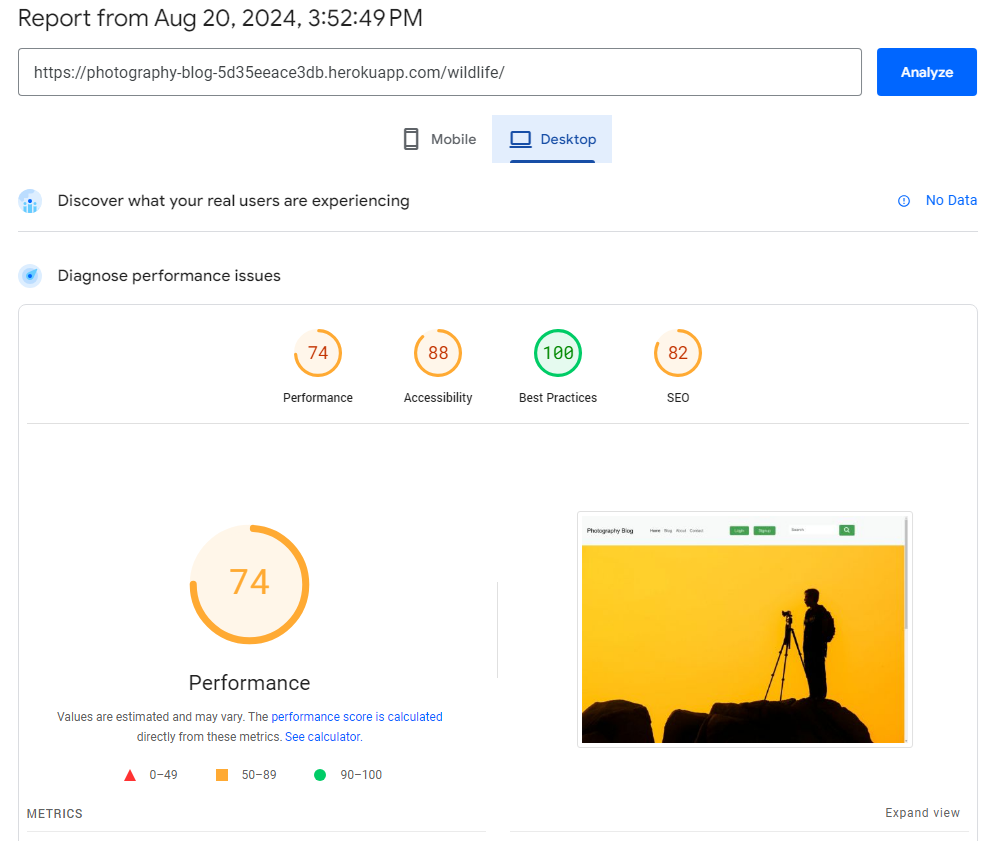 Report from Aug 20, 2024, 3:52:49 PM
https://photography-blog-5d35eeace3db.herokuapp.com/wildlife/
Analyze
Mobile
Desktop
Discover what your real users are experiencing
No Data
Diagnose performance issues
74
88
100
82
Performance
Accessibility
Best Practices
SEO
74
Performance
Values are estimated and may vary. The performance score is calculated
directly from these metrics. See calculator.
0–49
50–89
90–100
Photography Blog
Home Blog About Contact
Login
Signup
Search
METRICS
Expand view